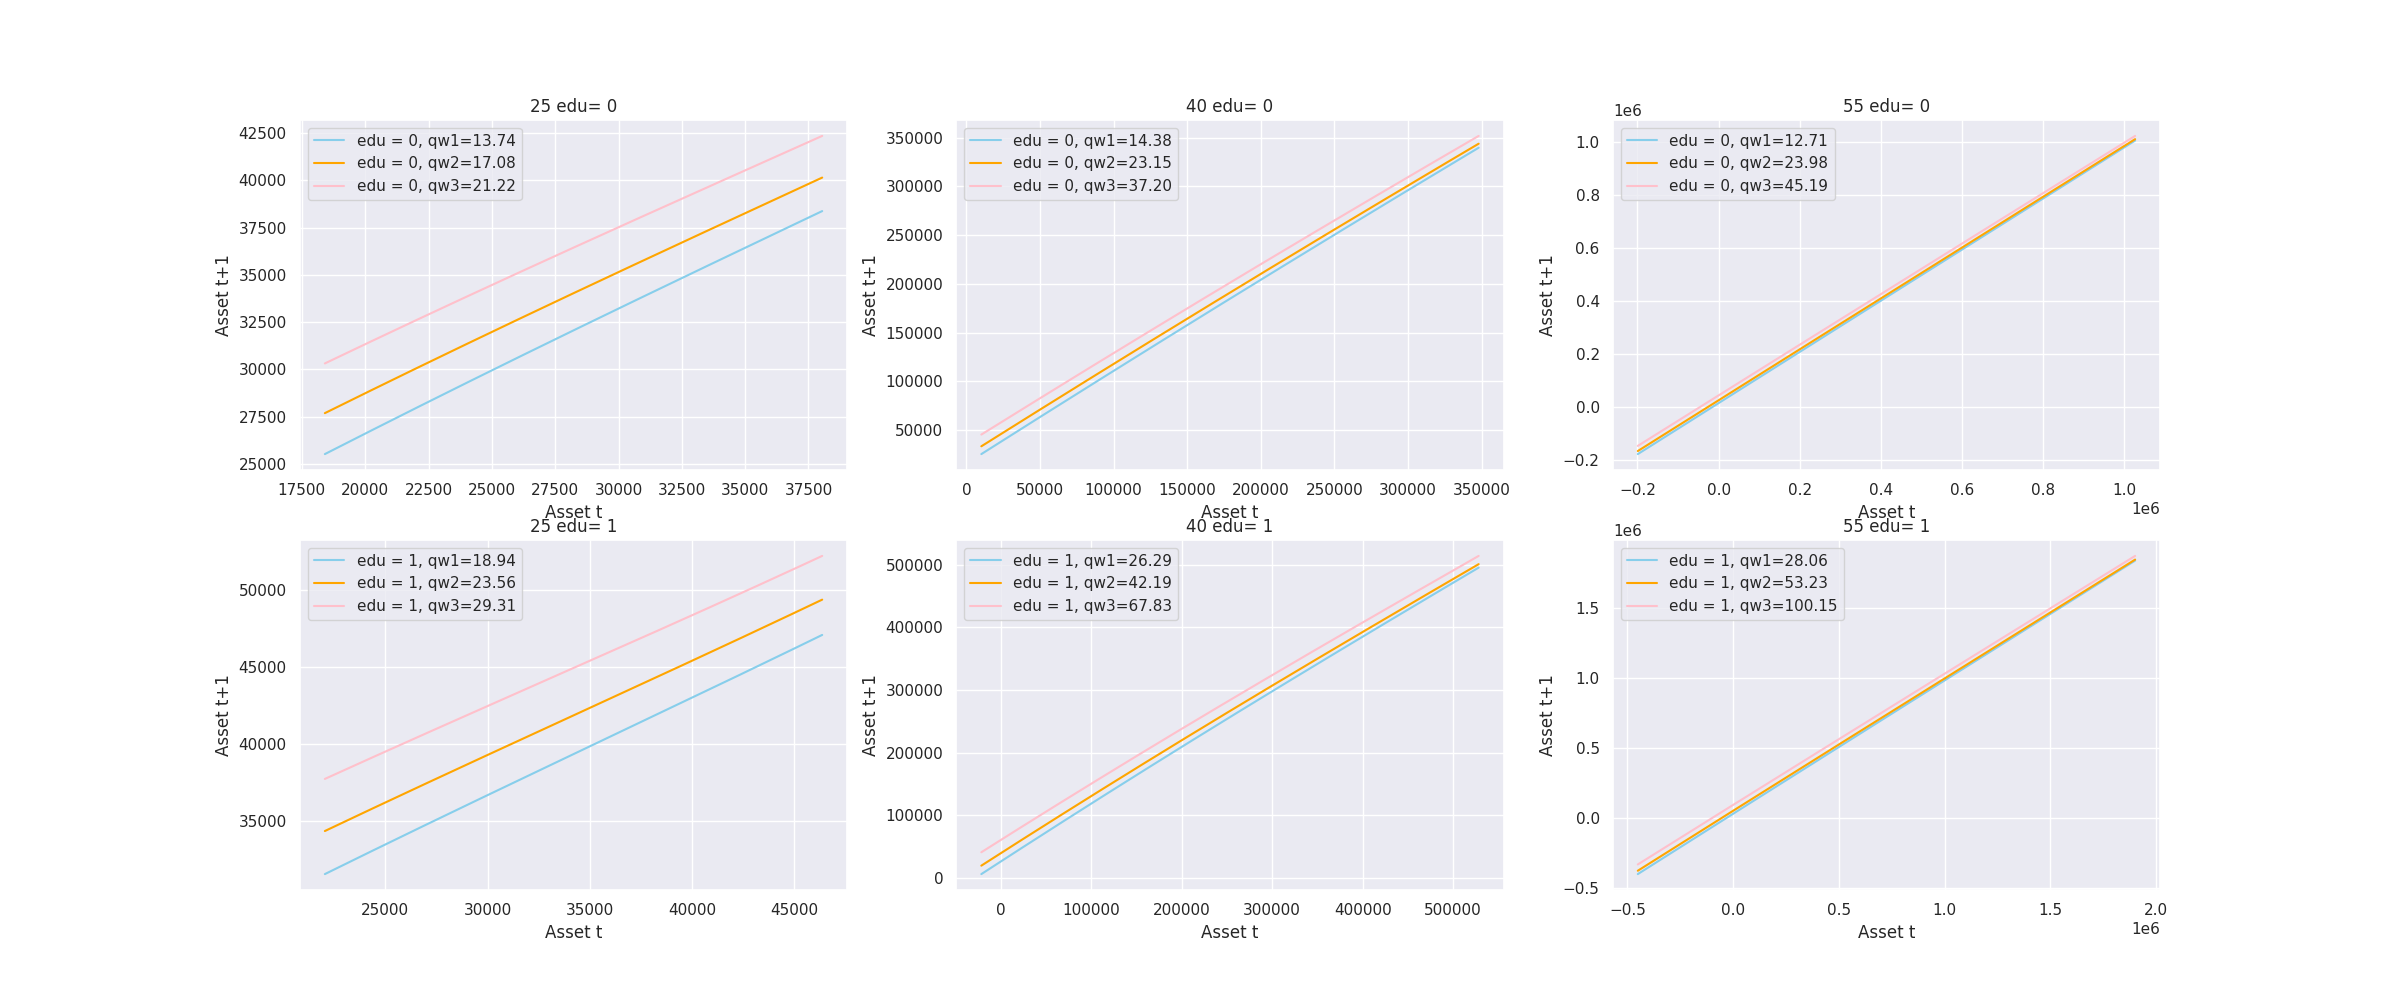 25 edu= 0
edu = 0, qw1=13.74
edu = 0, qw2=17.08
edu = 0, qw3=21.22
42500
40000
37500
35000
32500
30000
27500
25000
Asset t+1
17500 20000 22500 25000 27500 30000 32500 35000 37500
Asset t
40 edu= 0
edu = 0, qw1=14.38
edu = 0, qw2=23.15
edu = 0, qw3=37.20
350000
300000
250000
200000
150000
100000
50000
Asset t+1
0 50000 100000 150000 200000 250000 300000 350000
Asset t
55 edu= 0
1e6
edu = 0, qw1=12.71
edu = 0, qw2=23.98
edu = 0, qw3=45.19
1.0
0.8
0.6
0.4
0.2
0.0
−0.2
Asset t+1
−0.2 0.0 0.2 0.4 0.6 0.8 1.0
Asset t
1e6
25 edu= 1
edu = 1, qw1=18.94
edu = 1, qw2=23.56
edu = 1, qw3=29.31
50000
45000
40000
35000
Asset t+1
25000 30000 35000 40000 45000
Asset t
40 edu= 1
edu = 1, qw1=26.29
edu = 1, qw2=42.19
edu = 1, qw3=67.83
500000
400000
300000
200000
100000
0
Asset t+1
0 100000 200000 300000 400000 500000
Asset t
55 edu= 1
1e6
edu = 1, qw1=28.06
edu = 1, qw2=53.23
edu = 1, qw3=100.15
1.5
1.0
0.5
0.0
−0.5
Asset t+1
−0.5 0.0 0.5 1.0 1.5 2.0
Asset t
1e6